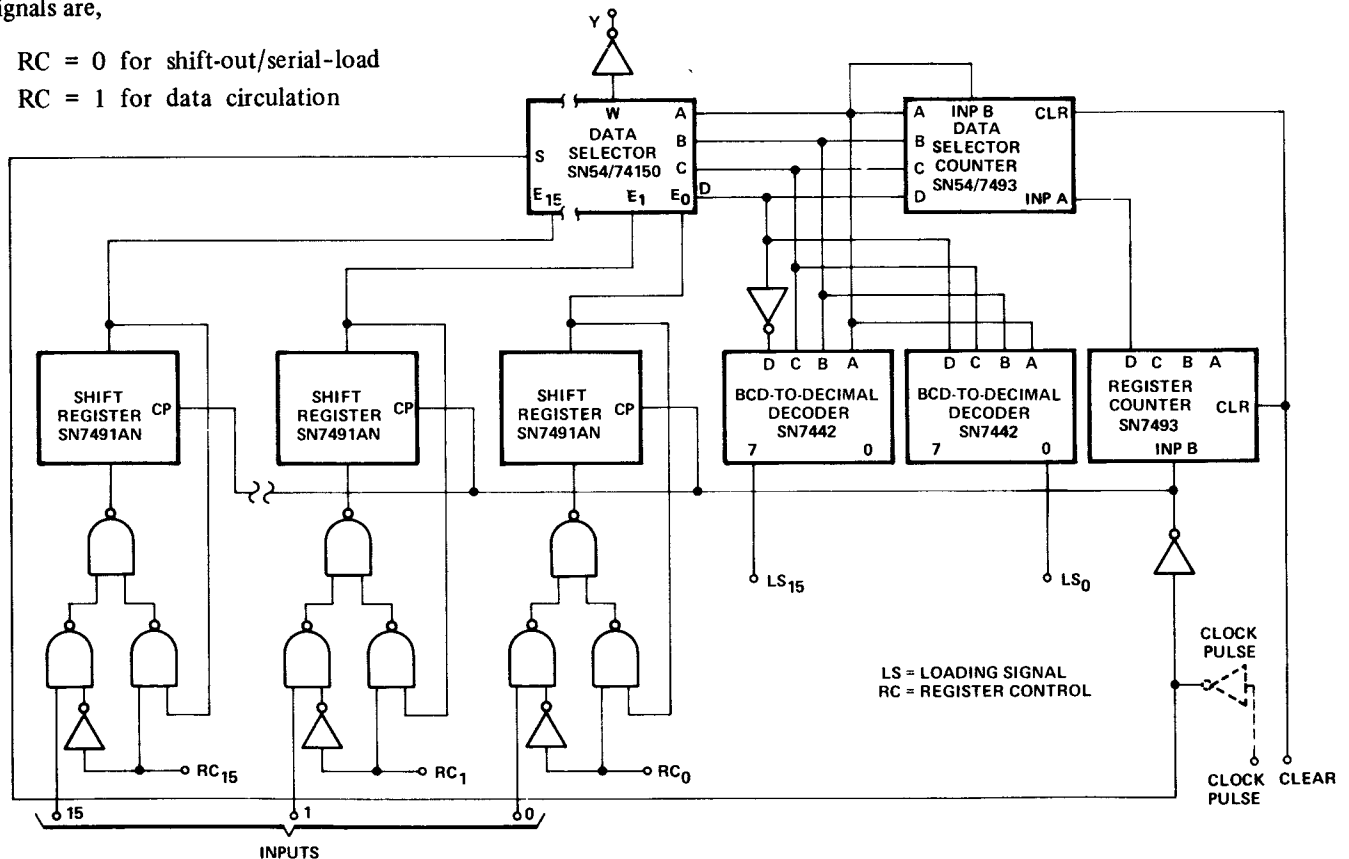 ignals are,
RC = 0 for shift-out/serial-load
RC = 1 for data circulation
Y
W
DATA
SELECTOR
SN54/74150
S
A
B
C
D
E15
E1
E0
A
B
C
D
INP B
DATA
SELECTOR
COUNTER
SN54/7493
CLR
INP A
SHIFT
REGISTER
SN7491AN
CP
SHIFT
REGISTER
SN7491AN
CP
SHIFT
REGISTER
SN7491AN
CP
D C B A
BCD-TO-DECIMAL
DECODER
SN7442
7 0
D C B A
BCD-TO-DECIMAL
DECODER
SN7442
7 0
D C B A
REGISTER
COUNTER
SN7493
CLR
INP B
LS15
LS0
CLOCK
PULSE
LS = LOADING SIGNAL
RC = REGISTER CONTROL
RC15
RC1
RC0
CLOCK
PULSE
CLEAR
15
1
0
INPUTS